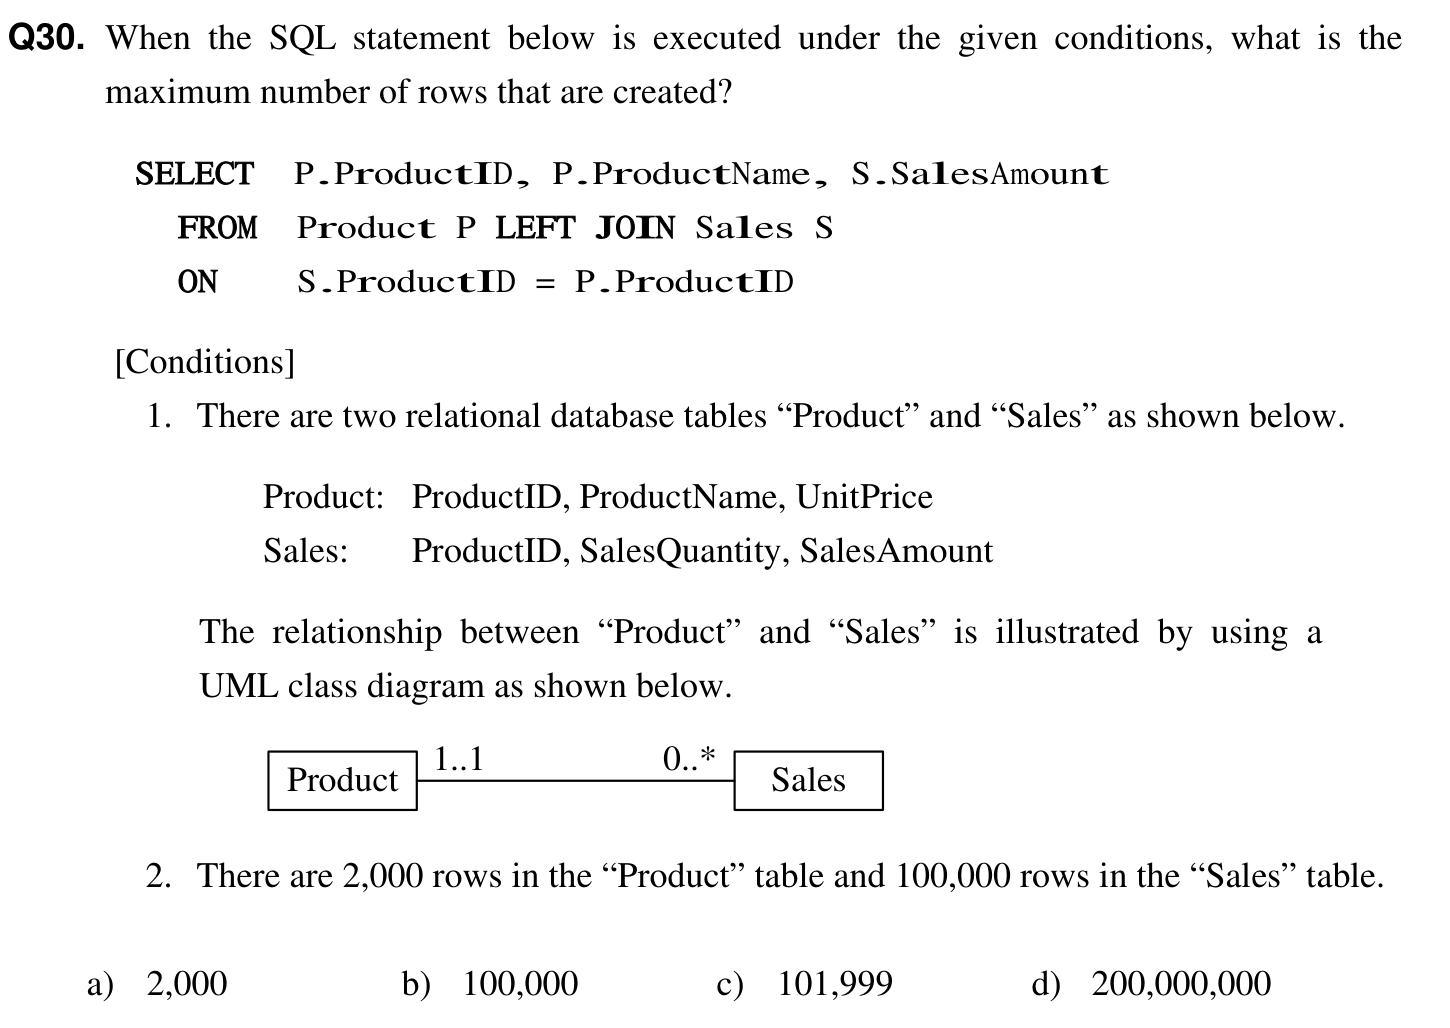 Q30. When the SQL statement below is executed under the given conditions, what is the
maximum number of rows that are created?
SELECT P.ProductID, P.ProductName, S.SalesAmount
FROM Product P LEFT JOIN Sales S
ON S.ProductID = P.ProductID
[Conditions]
1. There are two relational database tables “Product” and “Sales” as shown below.
Product: ProductID, ProductName, UnitPrice
Sales: ProductID, SalesQuantity, SalesAmount
The relationship between “Product” and “Sales” is illustrated by using a
UML class diagram as shown below.
1..1 0..*
Product Sales
2. There are 2,000 rows in the “Product” table and 100,000 rows in the “Sales” table.
a) 2,000 b) 100,000 c) 101,999 d) 200,000,000